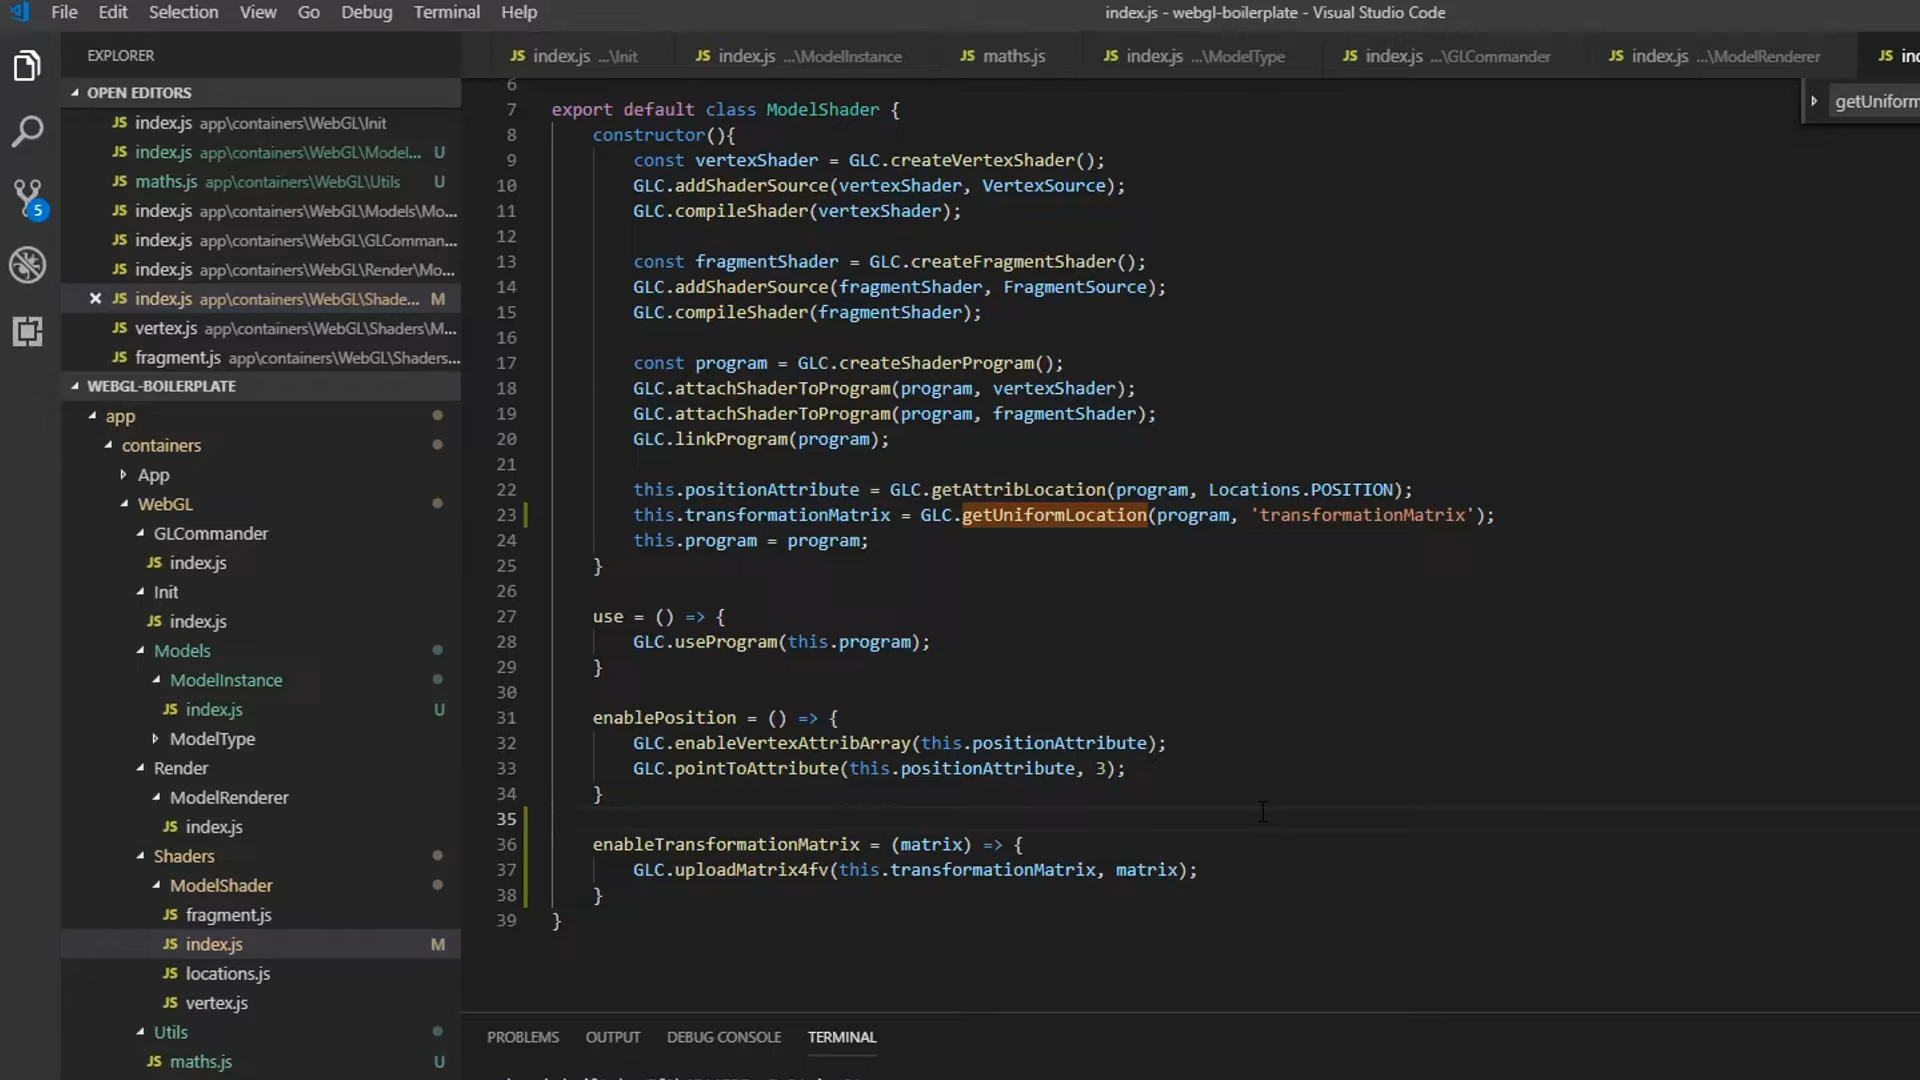 File Edit Selection View Go Debug Terminal Help
index.js - webgl-boilerplate - Visual Studio Code
EXPLORER
OPEN EDITORS
JS index.js app\containers\WebGL\Init
JS index.js app\containers\WebGL\Model... U
JS maths.js app\containers\WebGL\Utils U
JS index.js app\containers\WebGL\Models\Mo...
JS index.js app\containers\WebGL\GLComman...
JS index.js app\containers\WebGL\Render\Mo...
JS index.js app\containers\WebGL\Shade... M
JS vertex.js app\containers\WebGL\Shaders\M...
JS fragment.js app\containers\WebGL\Shaders...
5
WEBGL-BOILERPLATE
app
containers
App
WebGL
GLCommander
JS index.js
Init
JS index.js
Models
ModelInstance
JS index.js U
ModelType
Render
ModelRenderer
JS index.js
Shaders
ModelShader
JS fragment.js
JS index.js M
JS locations.js
JS vertex.js
Utils
JS maths.js U
JS index.js ...\Init JS index.js ...\ModelInstance JS maths.js JS index.js ...\ModelType JS index.js ...\GLCommander JS index.js ...\ModelRenderer JS ind
getUniform
6
7 export default class ModelShader {
8 constructor(){
9 const vertexShader = GLC.createVertexShader();
10 GLC.addShaderSource(vertexShader, VertexSource);
11 GLC.compileShader(vertexShader);
12
13 const fragmentShader = GLC.createFragmentShader();
14 GLC.addShaderSource(fragmentShader, FragmentSource);
15 GLC.compileShader(fragmentShader);
16
17 const program = GLC.createShaderProgram();
18 GLC.attachShaderToProgram(program, vertexShader);
19 GLC.attachShaderToProgram(program, fragmentShader);
20 GLC.linkProgram(program);
21
22 this.positionAttribute = GLC.getAttribLocation(program, Locations.POSITION);
23 this.transformationMatrix = GLC.getUniformLocation(program, 'transformationMatrix');
24 this.program = program;
25 }
26
27 use = () => {
28 GLC.useProgram(this.program);
29 }
30
31 enablePosition = () => {
32 GLC.enableVertexAttribArray(this.positionAttribute);
33 GLC.pointToAttribute(this.positionAttribute, 3);
34 }
35
36 enableTransformationMatrix = (matrix) => {
37 GLC.uploadMatrix4fv(this.transformationMatrix, matrix);
38 }
39 }
PROBLEMS OUTPUT DEBUG CONSOLE TERMINAL